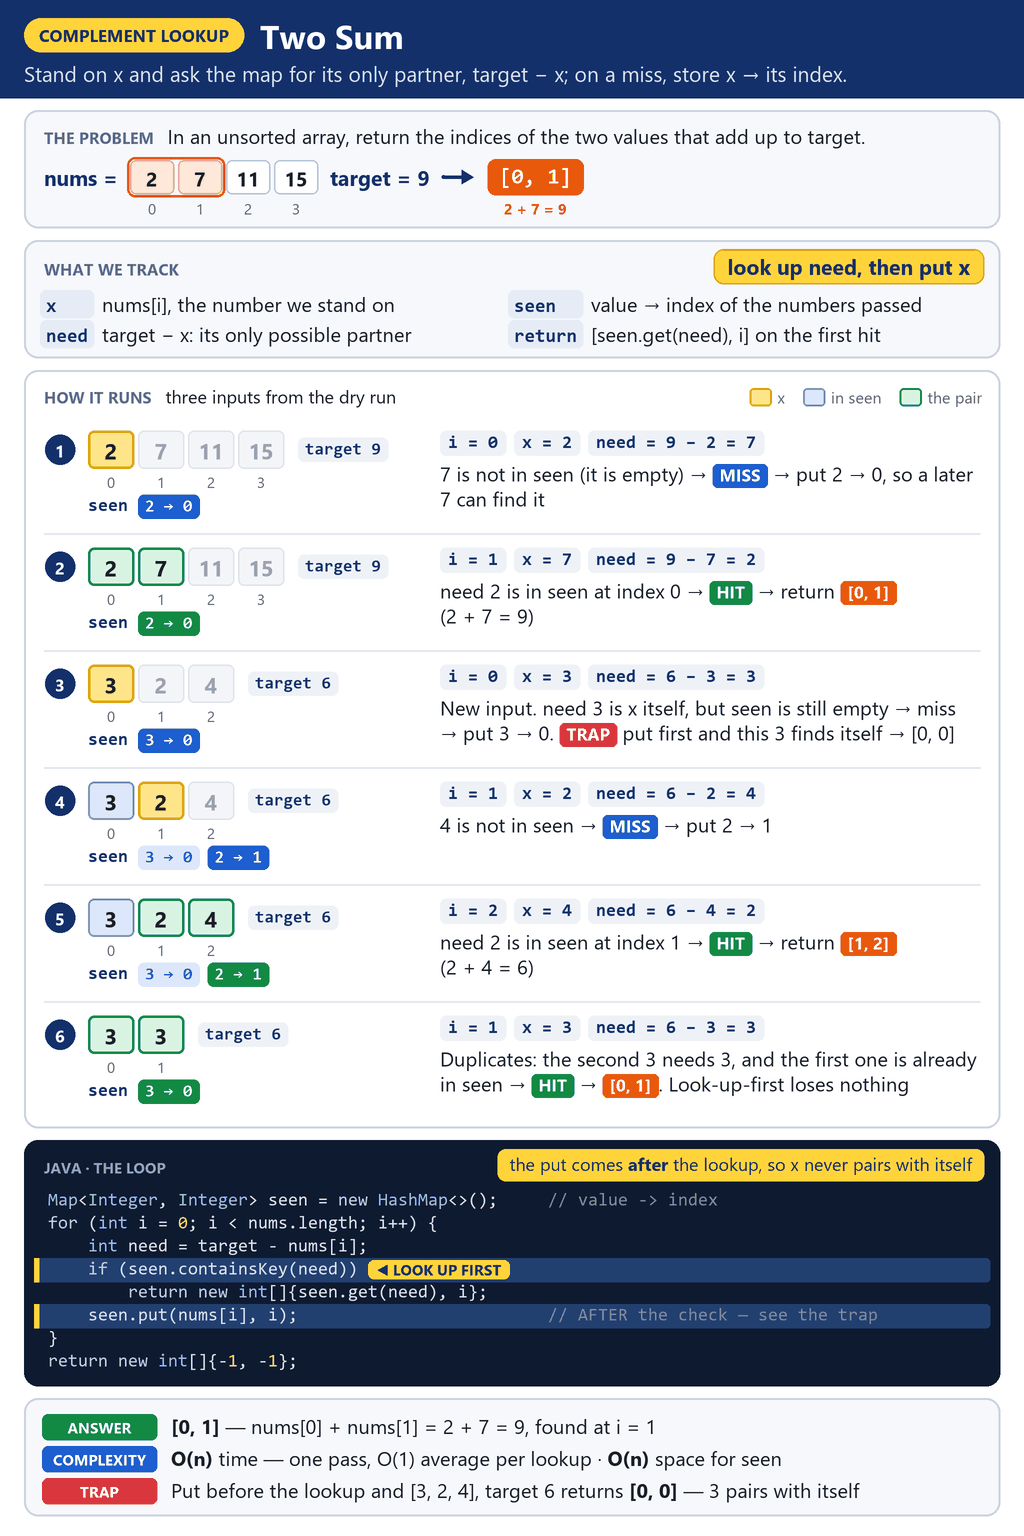 COMPLEMENT LOOKUP Two Sum
Stand on x and ask the map for its only partner, target − x; on a miss, store x → its index.
THE PROBLEM In an unsorted array, return the indices of the two values that add up to target.
nums = 2 7 11 15 target = 9 → [0, 1]
0 1 2 3 2 + 7 = 9
WHAT WE TRACK look up need, then put x
x nums[i], the number we stand on seen value → index of the numbers passed
need target − x: its only possible partner return [seen.get(need), i] on the first hit
HOW IT RUNS three inputs from the dry run x in seen the pair
1 2 7 11 15 target 9
0 1 2 3
seen 2 → 0
i = 0 x = 2 need = 9 − 2 = 7
7 is not in seen (it is empty) → MISS → put 2 → 0, so a later
7 can find it
2 2 7 11 15 target 9
0 1 2 3
seen 2 → 0
i = 1 x = 7 need = 9 − 7 = 2
need 2 is in seen at index 0 → HIT → return [0, 1]
(2 + 7 = 9)
3 3 2 4 target 6
0 1 2
seen 3 → 0
i = 0 x = 3 need = 6 − 3 = 3
New input. need 3 is x itself, but seen is still empty → miss
→ put 3 → 0. TRAP put first and this 3 finds itself → [0, 0]
4 3 2 4 target 6
0 1 2
seen 3 → 0 2 → 1
i = 1 x = 2 need = 6 − 2 = 4
4 is not in seen → MISS → put 2 → 1
5 3 2 4 target 6
0 1 2
seen 3 → 0 2 → 1
i = 2 x = 4 need = 6 − 4 = 2
need 2 is in seen at index 1 → HIT → return [1, 2]
(2 + 4 = 6)
6 3 3 target 6
0 1
seen 3 → 0
i = 1 x = 3 need = 6 − 3 = 3
Duplicates: the second 3 needs 3, and the first one is already
in seen → HIT → [0, 1]. Look-up-first loses nothing
JAVA · THE LOOP the put comes after the lookup, so x never pairs with itself
Map<Integer, Integer> seen = new HashMap<>(); // value -> index
for (int i = 0; i < nums.length; i++) {
int need = target - nums[i];
if (seen.containsKey(need)) ◀ LOOK UP FIRST
return new int[]{seen.get(need), i};
seen.put(nums[i], i); // AFTER the check — see the trap
}
return new int[]{-1, -1};
ANSWER [0, 1] — nums[0] + nums[1] = 2 + 7 = 9, found at i = 1
COMPLEXITY O(n) time — one pass, O(1) average per lookup · O(n) space for seen
TRAP Put before the lookup and [3, 2, 4], target 6 returns [0, 0] — 3 pairs with itself